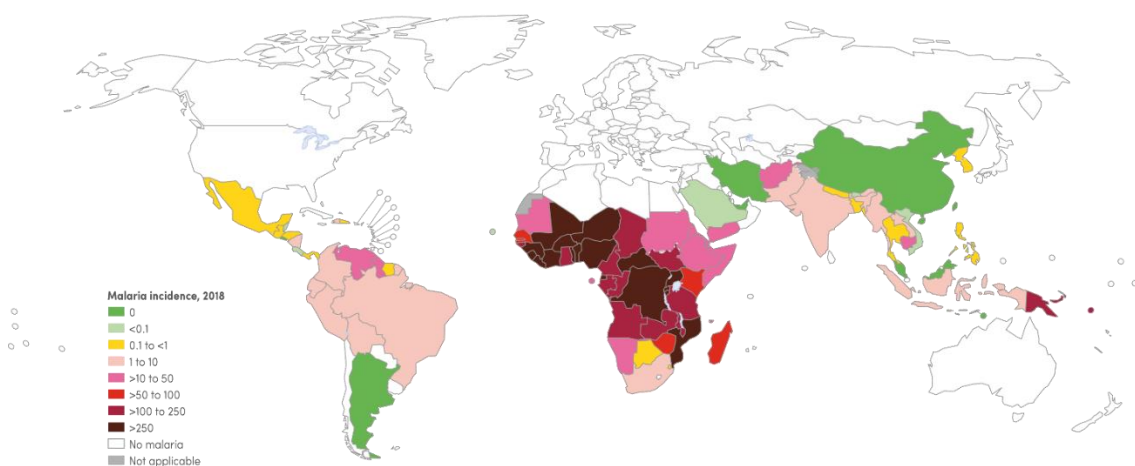 Malaria incidence, 2018
0
<0.1
0.1 to <1
1 to 10
>10 to 50
>50 to 100
>100 to 250
>250
No malaria
Not applicable